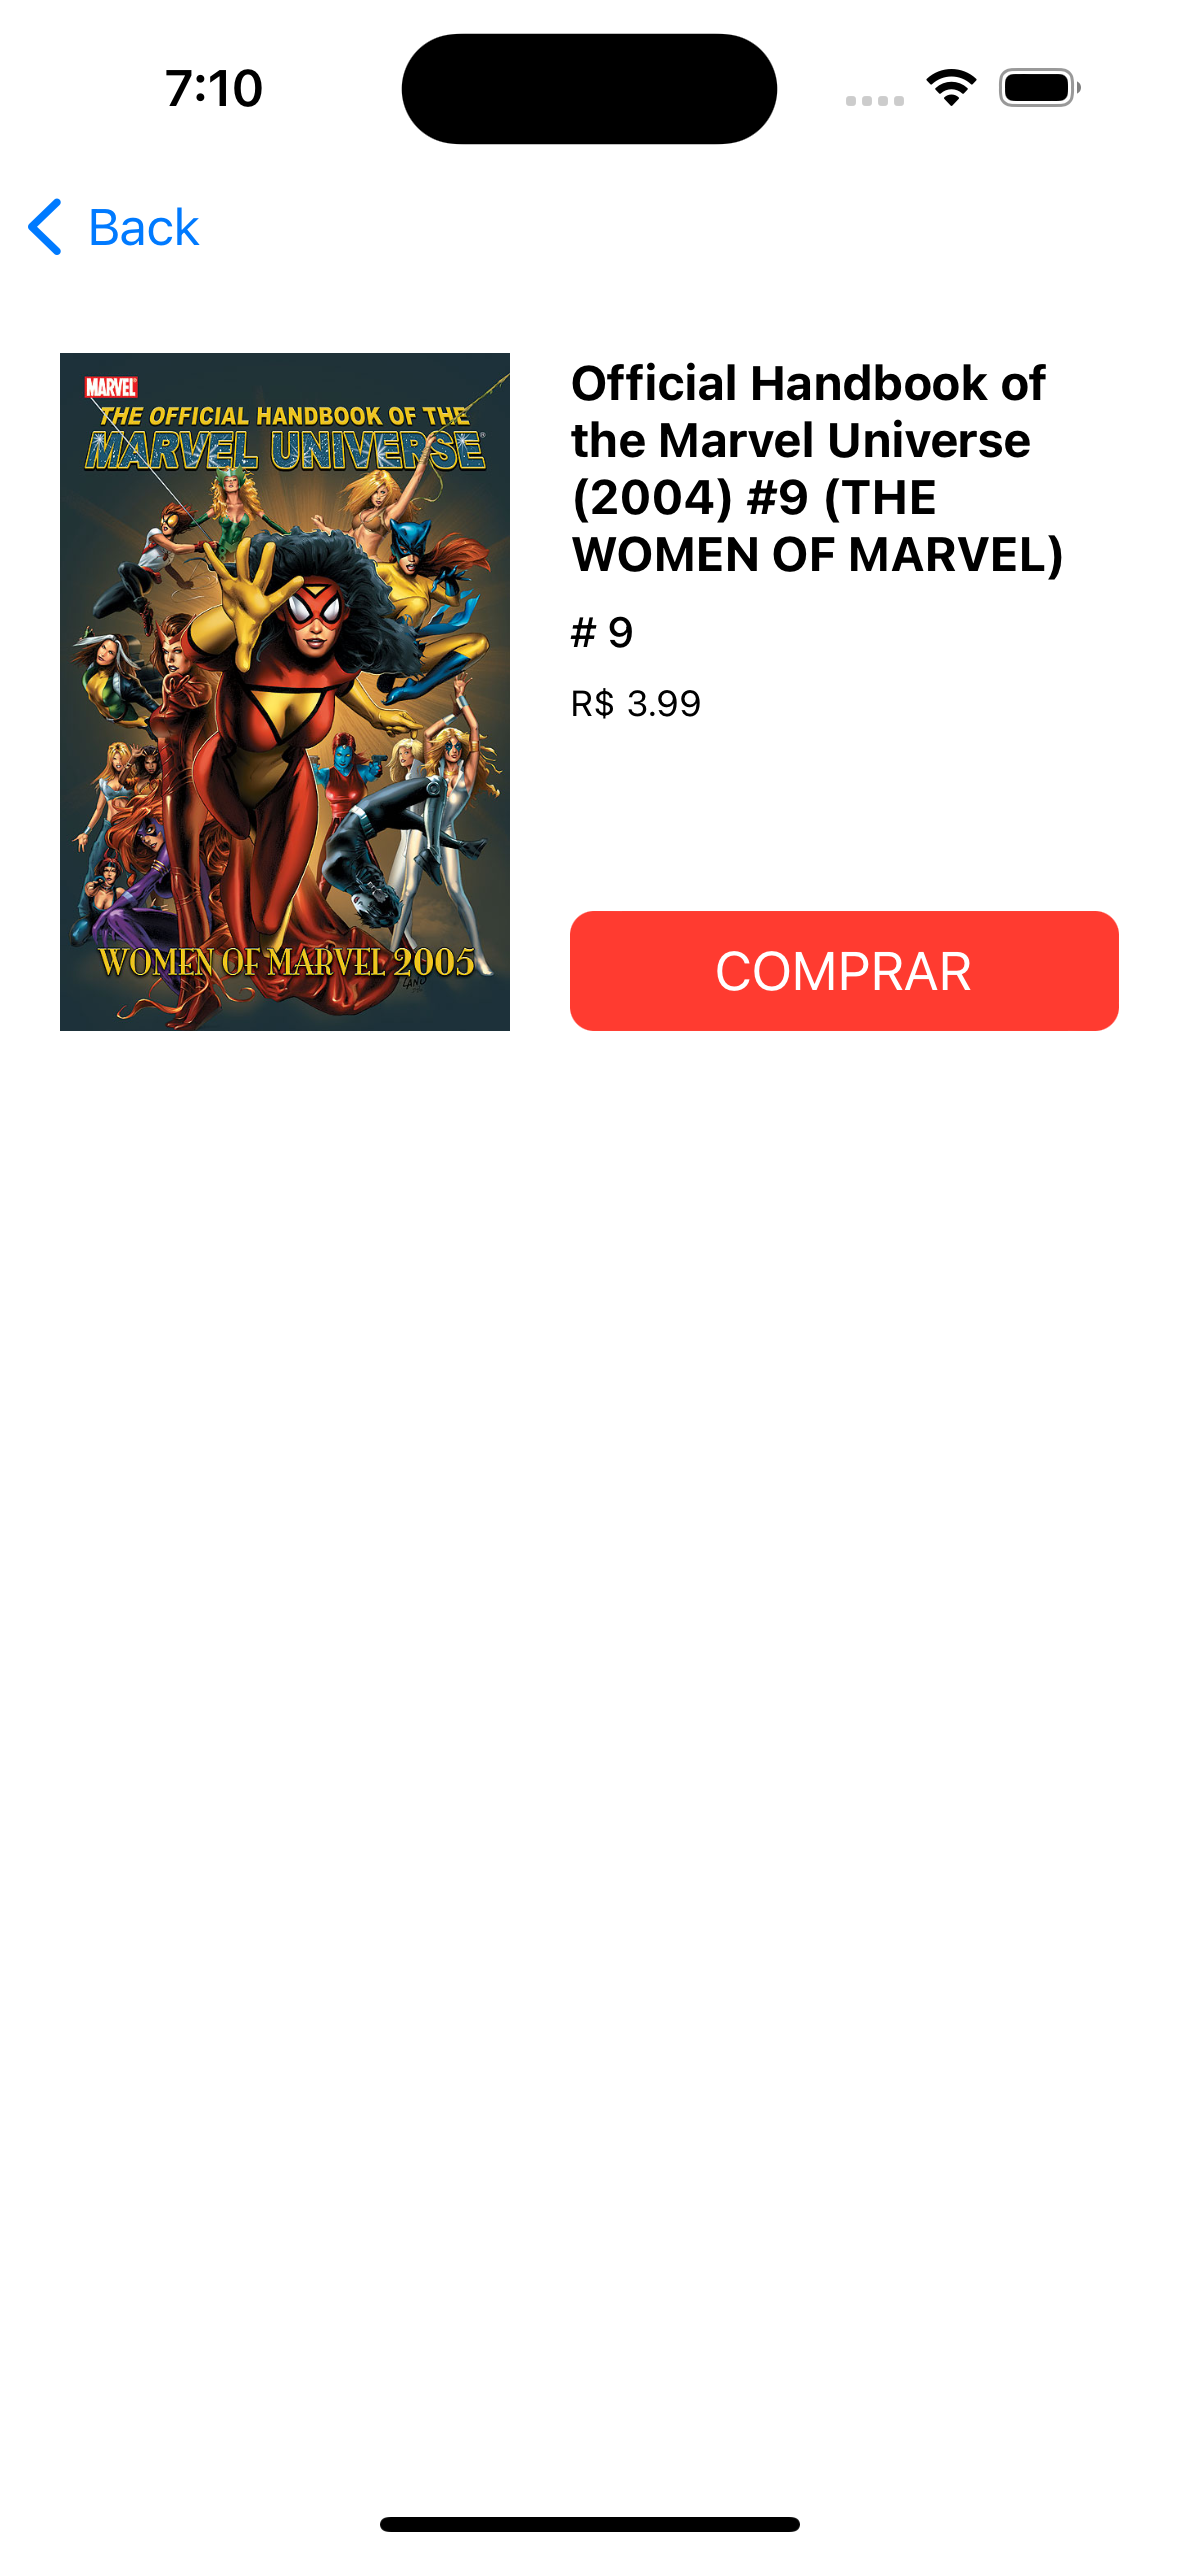 7:10
Back
MARVEL
THE OFFICIAL HANDBOOK OF THE
MARVEL UNIVERSE
WOMEN OF MARVEL 2005
LAND
Official Handbook of
the Marvel Universe
(2004) #9 (THE
WOMEN OF MARVEL)
# 9
R$ 3.99
COMPRAR